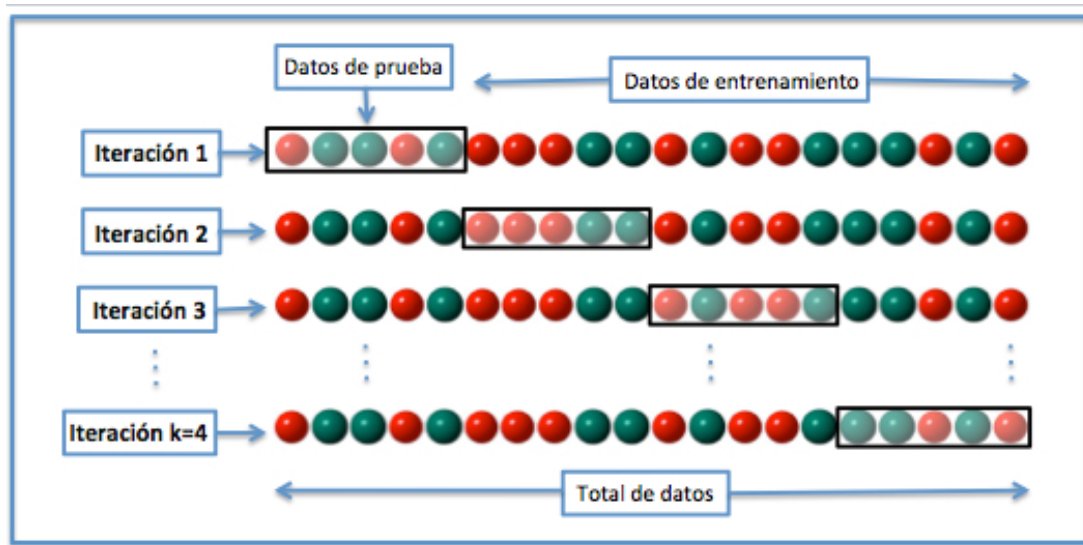 Datos de prueba
Datos de entrenamiento
Iteración 1
Iteración 2
Iteración 3
Iteración k=4
Total de datos